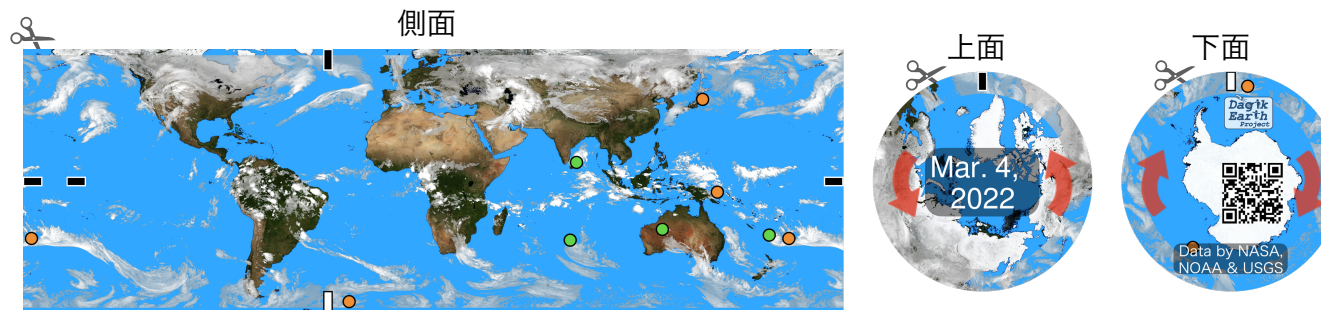 側面
上面
下面
Mar. 4,
2022
Dagik
Earth
Project
Data by NASA,
NOAA & USGS